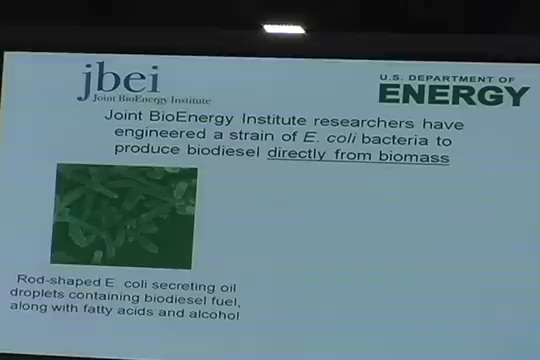 jbei
Joint BioEnergy Institute
U.S. DEPARTMENT OF
ENERGY
Joint BioEnergy Institute researchers have
engineered a strain of E. coli bacteria to
produce biodiesel directly from biomass
Rod-shaped E. coli secreting oil
droplets containing biodiesel fuel,
along with fatty acids and alcohol